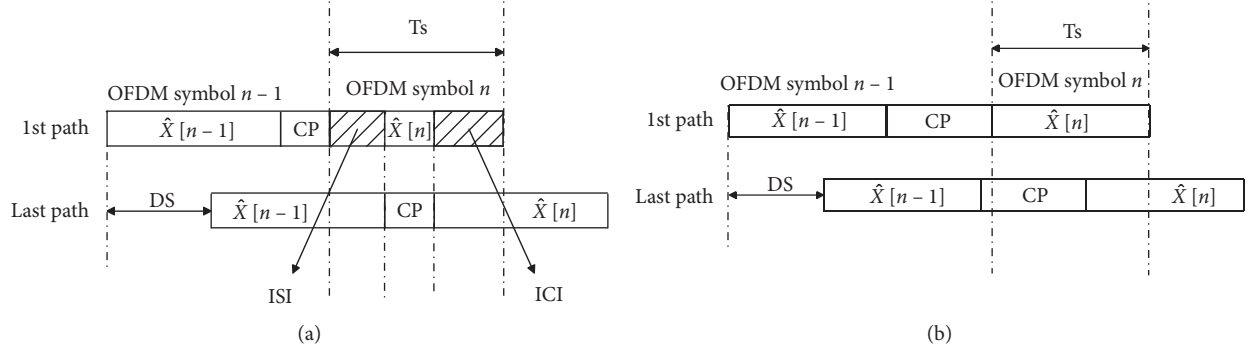 Ts
OFDM symbol n – 1
OFDM symbol n
1st path
X̂ [n – 1]
CP
X̂ [n]
DS
Last path
X̂ [n – 1]
CP
X̂ [n]
ISI
ICI
(a)
Ts
OFDM symbol n – 1
OFDM symbol n
1st path
X̂ [n – 1]
CP
X̂ [n]
DS
Last path
X̂ [n – 1]
CP
X̂ [n]
(b)